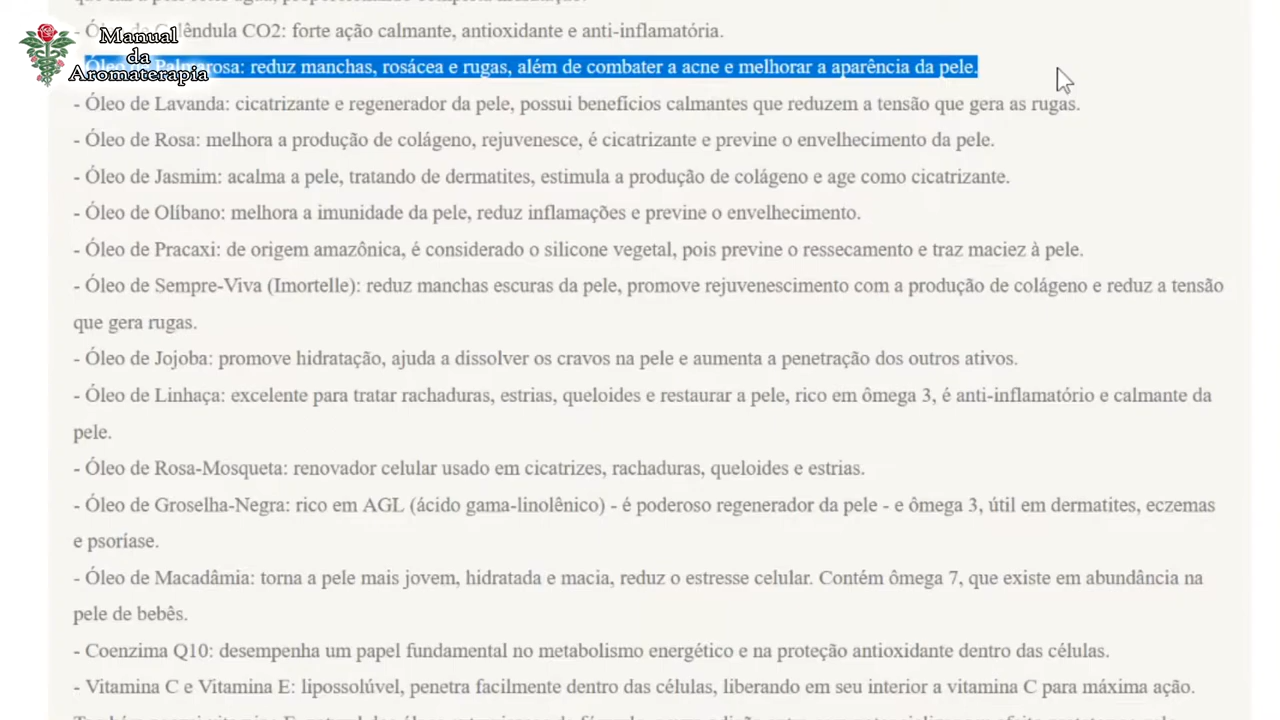 Manual
da
Aromaterapia
- Óleo de Calêndula CO2: forte ação calmante, antioxidante e anti-inflamatória.
Óleo de Palmarosa: reduz manchas, rosácea e rugas, além de combater a acne e melhorar a aparência da pele.
- Óleo de Lavanda: cicatrizante e regenerador da pele, possui benefícios calmantes que reduzem a tensão que gera as rugas.
- Óleo de Rosa: melhora a produção de colágeno, rejuvenesce, é cicatrizante e previne o envelhecimento da pele.
- Óleo de Jasmim: acalma a pele, tratando de dermatites, estimula a produção de colágeno e age como cicatrizante.
- Óleo de Olíbano: melhora a imunidade da pele, reduz inflamações e previne o envelhecimento.
- Óleo de Pracaxi: de origem amazônica, é considerado o silicone vegetal, pois previne o ressecamento e traz maciez à pele.
- Óleo de Sempre-Viva (Imortelle): reduz manchas escuras da pele, promove rejuvenescimento com a produção de colágeno e reduz a tensão
que gera rugas.
- Óleo de Jojoba: promove hidratação, ajuda a dissolver os cravos na pele e aumenta a penetração dos outros ativos.
- Óleo de Linhaça: excelente para tratar rachaduras, estrias, queloides e restaurar a pele, rico em ômega 3, é anti-inflamatório e calmante da
pele.
- Óleo de Rosa-Mosqueta: renovador celular usado em cicatrizes, rachaduras, queloides e estrias.
- Óleo de Groselha-Negra: rico em AGL (ácido gama-linolênico) - é poderoso regenerador da pele - e ômega 3, útil em dermatites, eczemas
e psoríase.
- Óleo de Macadâmia: torna a pele mais jovem, hidratada e macia, reduz o estresse celular. Contém ômega 7, que existe em abundância na
pele de bebês.
- Coenzima Q10: desempenha um papel fundamental no metabolismo energético e na proteção antioxidante dentro das células.
- Vitamina C e Vitamina E: lipossolúvel, penetra facilmente dentro das células, liberando em seu interior a vitamina C para máxima ação.